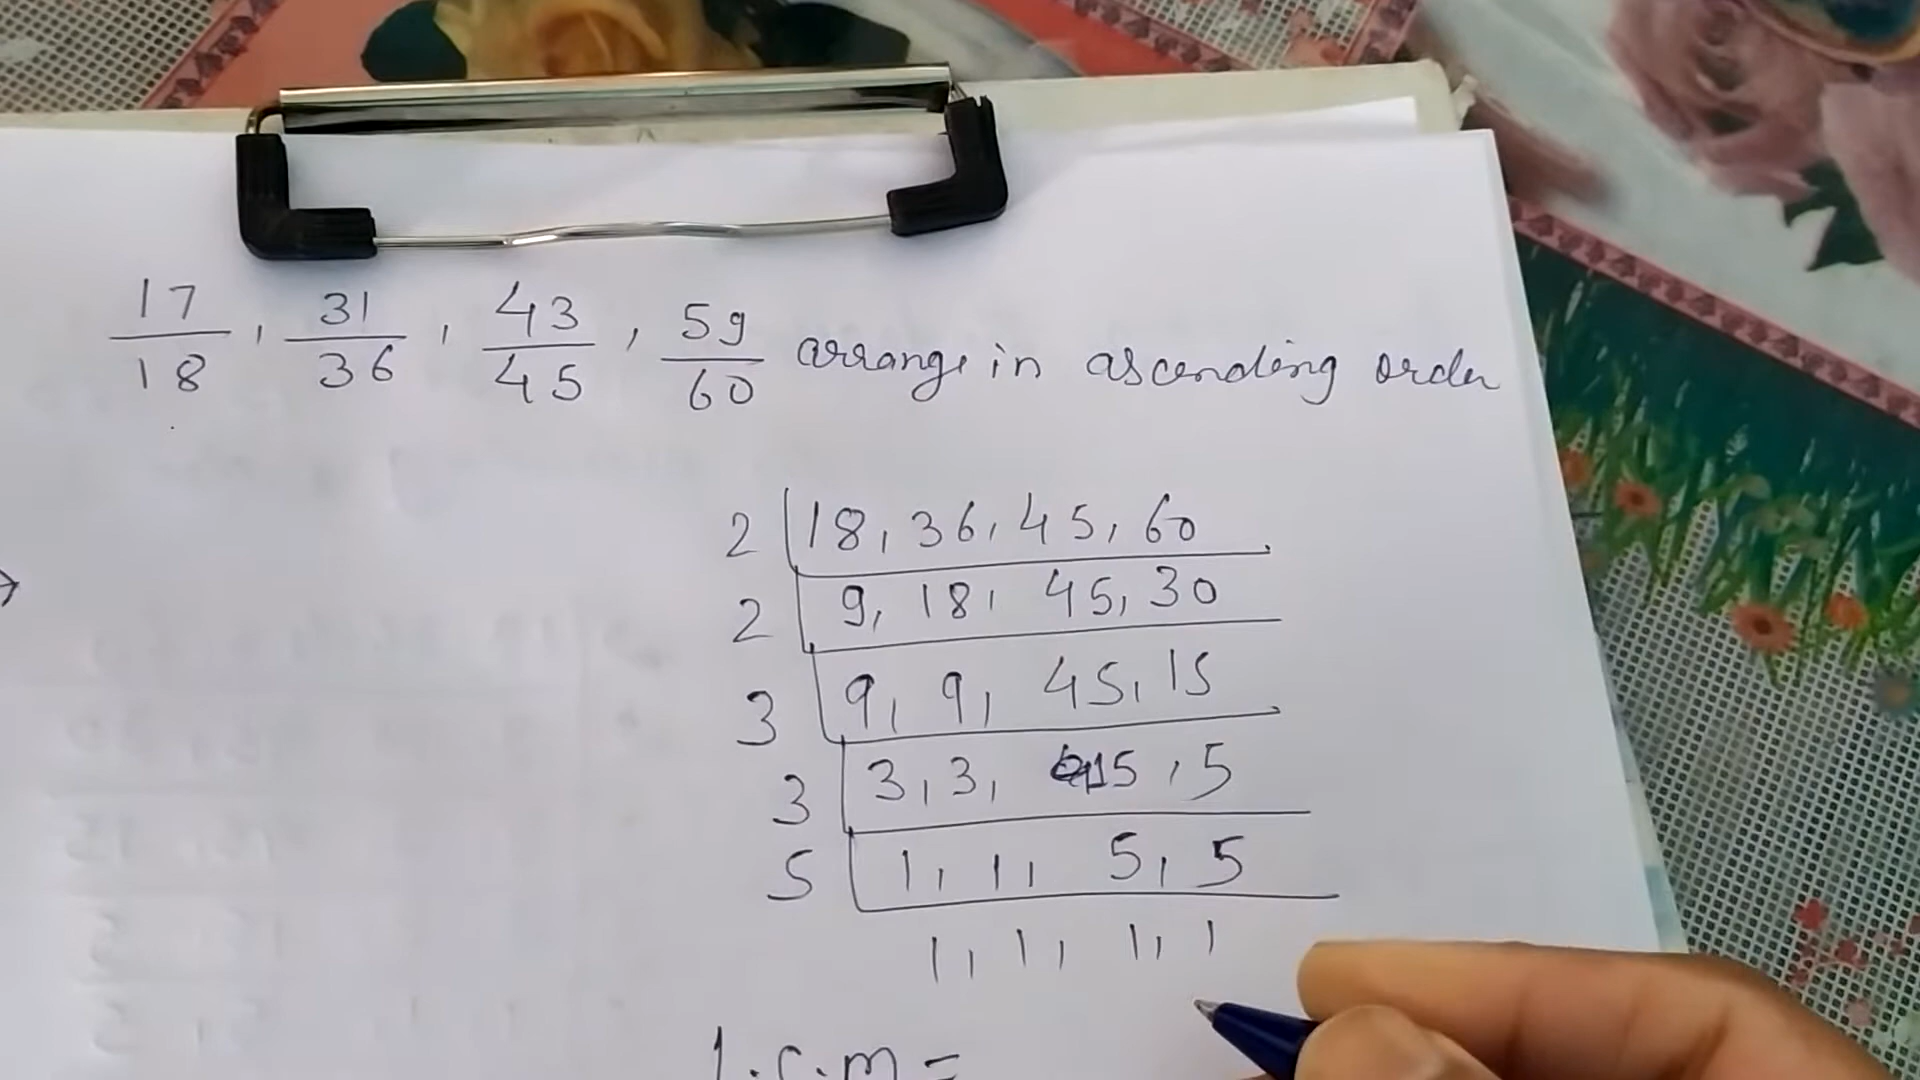 17/18, 31/36, 43/45, 59/60 arrange in ascending order
2 | 18, 36, 45, 60
2 | 9, 18, 45, 30
3 | 9, 9, 45, 15
3 | 3, 3, 15, 5
5 | 1, 1, 5, 5
1, 1, 1, 1
L.C.M =